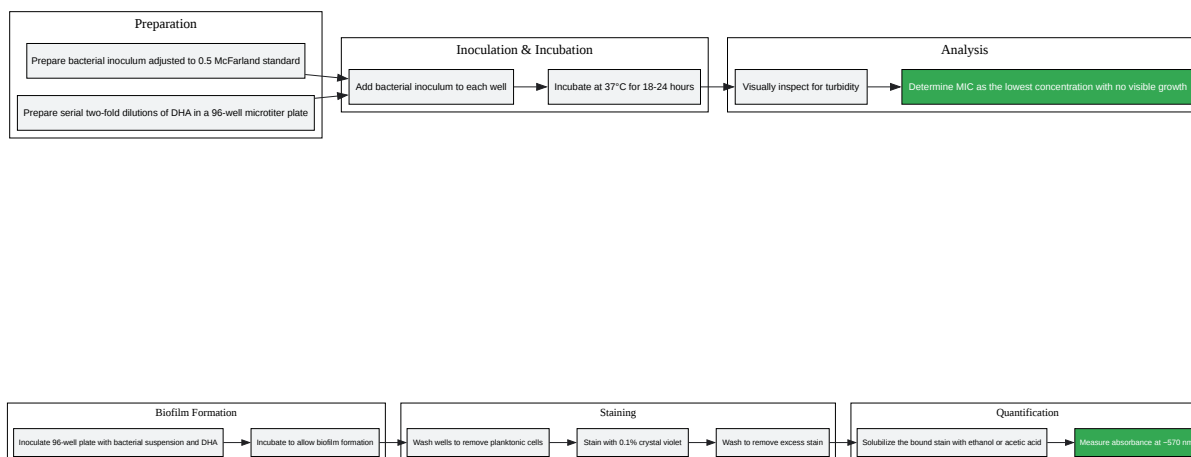 Preparation
Prepare bacterial inoculum adjusted to 0.5 McFarland standard
Prepare serial two-fold dilutions of DHA in a 96-well microtiter plate
Inoculation & Incubation
Add bacterial inoculum to each well
Incubate at 37°C for 18-24 hours
Analysis
Visually inspect for turbidity
Determine MIC as the lowest concentration with no visible growth
Biofilm Formation
Inoculate 96-well plate with bacterial suspension and DHA
Incubate to allow biofilm formation
Staining
Wash wells to remove planktonic cells
Stain with 0.1% crystal violet
Wash to remove excess stain
Quantification
Solubilize the bound stain with ethanol or acetic acid
Measure absorbance at ~570 nm